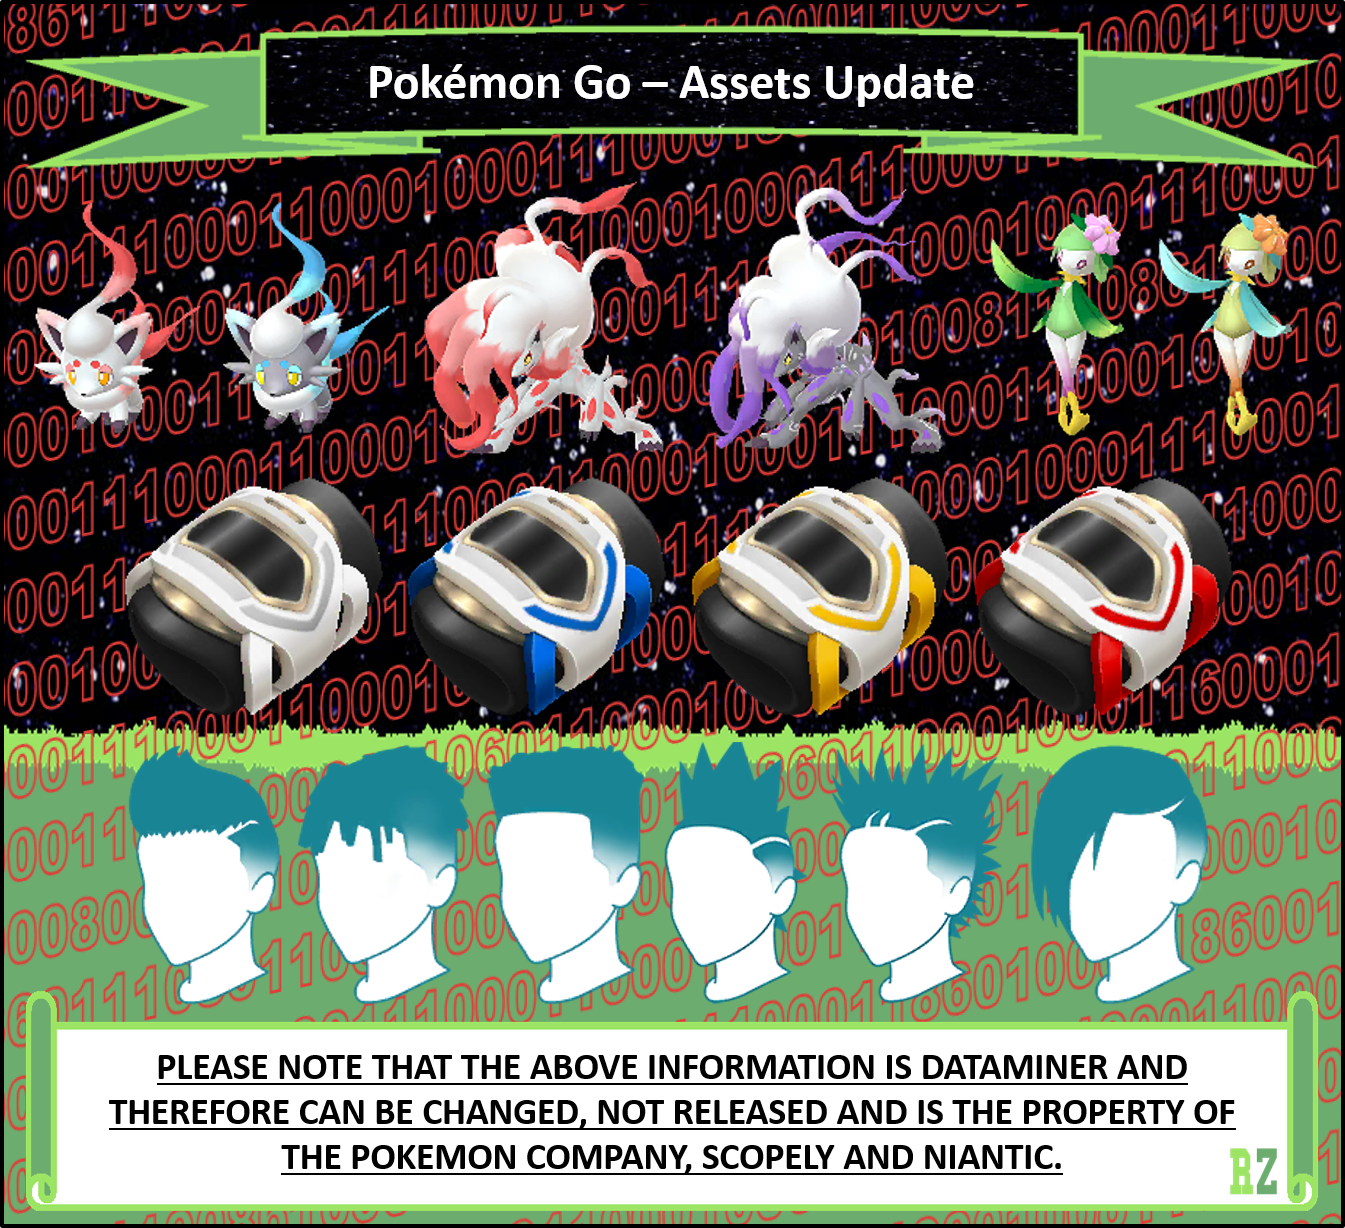 Pokémon Go – Assets Update
PLEASE NOTE THAT THE ABOVE INFORMATION IS DATAMINER AND
THEREFORE CAN BE CHANGED, NOT RELEASED AND IS THE PROPERTY OF
THE POKEMON COMPANY, SCOPELY AND NIANTIC.
RZ